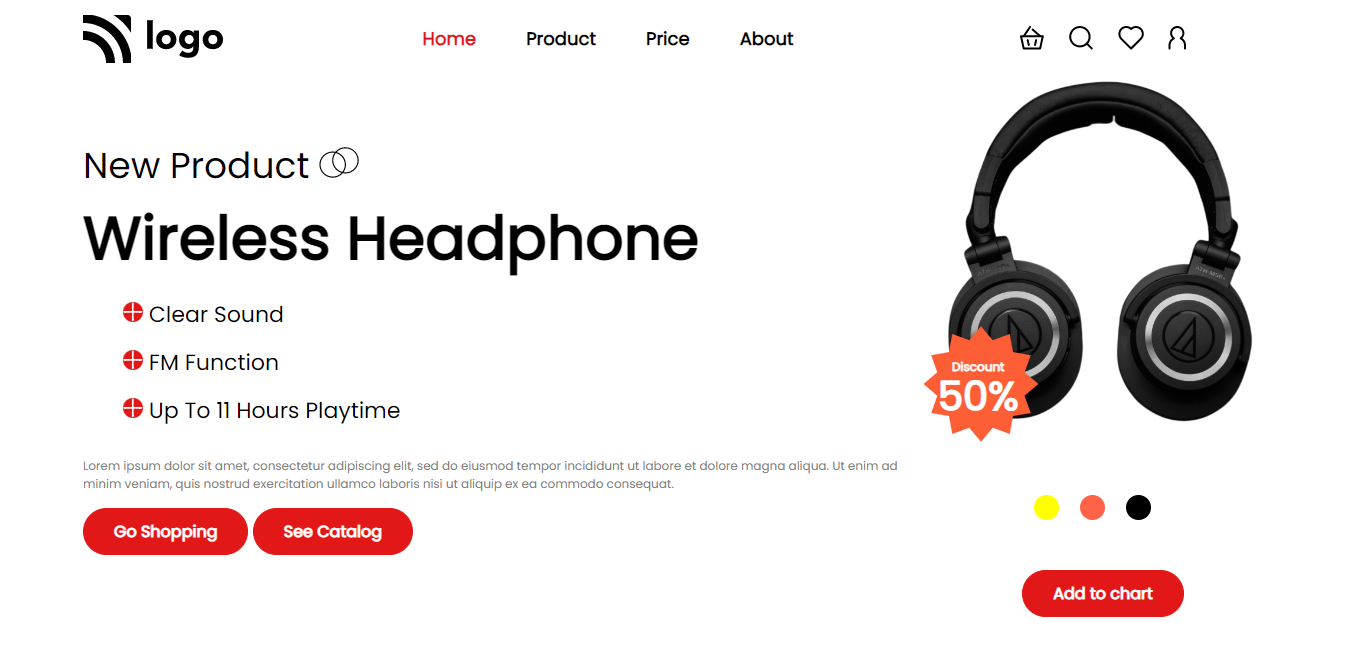 logo
Home Product Price About
New Product
Wireless Headphone
Clear Sound
FM Function
Up To 11 Hours Playtime
Lorem ipsum dolor sit amet, consectetur adipiscing elit, sed do eiusmod tempor incididunt ut labore et dolore magna aliqua. Ut enim ad
minim veniam, quis nostrud exercitation ullamco laboris nisi ut aliquip ex ea commodo consequat.
Go Shopping
See Catalog
Discount
50%
Add to chart